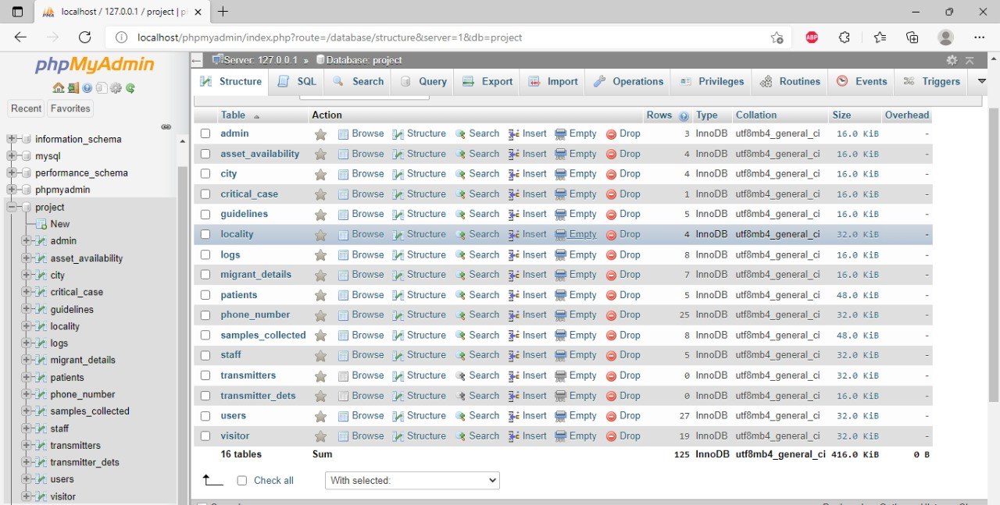 localhost / 127.0.0.1 / project | p
localhost/phpmyadmin/index.php?route=/database/structure&server=1&db=project
ABP
phpMyAdmin
Recent Favorites
information_schema
mysql
performance_schema
phpmyadmin
project
New
admin
asset_availability
city
critical_case
guidelines
locality
logs
migrant_details
patients
phone_number
samples_collected
staff
transmitters
transmitter_dets
users
visitor
Server: 127.0.0.1 » Database: project
Structure SQL Search Query Export Import Operations Privileges Routines Events Triggers
Table Action Rows Type Collation Size Overhead
admin Browse Structure Search Insert Empty Drop 3 InnoDB utf8mb4_general_ci 16.0 KiB -
asset_availability Browse Structure Search Insert Empty Drop 4 InnoDB utf8mb4_general_ci 16.0 KiB -
city Browse Structure Search Insert Empty Drop 4 InnoDB utf8mb4_general_ci 16.0 KiB -
critical_case Browse Structure Search Insert Empty Drop 1 InnoDB utf8mb4_general_ci 16.0 KiB -
guidelines Browse Structure Search Insert Empty Drop 5 InnoDB utf8mb4_general_ci 16.0 KiB -
locality Browse Structure Search Insert Empty Drop 4 InnoDB utf8mb4_general_ci 32.0 KiB -
logs Browse Structure Search Insert Empty Drop 8 InnoDB utf8mb4_general_ci 16.0 KiB -
migrant_details Browse Structure Search Insert Empty Drop 7 InnoDB utf8mb4_general_ci 16.0 KiB -
patients Browse Structure Search Insert Empty Drop 5 InnoDB utf8mb4_general_ci 48.0 KiB -
phone_number Browse Structure Search Insert Empty Drop 25 InnoDB utf8mb4_general_ci 32.0 KiB -
samples_collected Browse Structure Search Insert Empty Drop 8 InnoDB utf8mb4_general_ci 48.0 KiB -
staff Browse Structure Search Insert Empty Drop 5 InnoDB utf8mb4_general_ci 32.0 KiB -
transmitters Browse Structure Search Insert Empty Drop 0 InnoDB utf8mb4_general_ci 32.0 KiB -
transmitter_dets Browse Structure Search Insert Empty Drop 0 InnoDB utf8mb4_general_ci 16.0 KiB -
users Browse Structure Search Insert Empty Drop 27 InnoDB utf8mb4_general_ci 32.0 KiB -
visitor Browse Structure Search Insert Empty Drop 19 InnoDB utf8mb4_general_ci 32.0 KiB -
16 tables Sum 125 InnoDB utf8mb4_general_ci 416.0 KiB 0 B
Check all With selected: